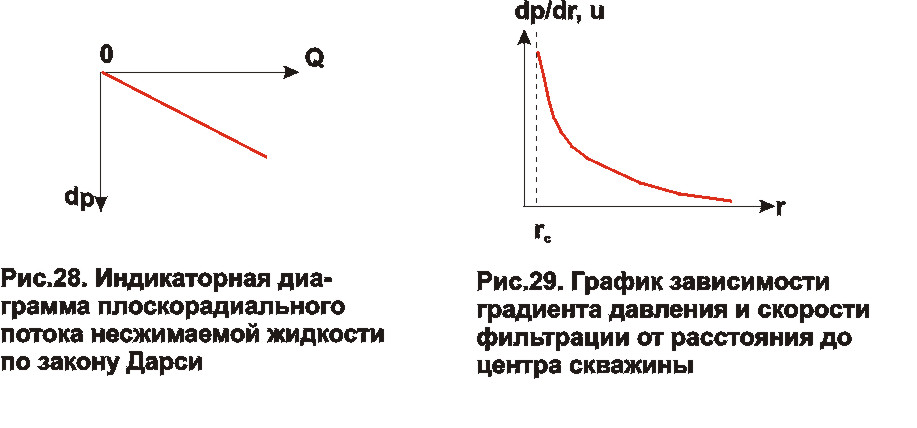 0
Q
dp
Рис.28. Индикаторная диа-
грамма плоскорадиального
потока несжимаемой жидкости
по закону Дарси
dp/dr, u
r
rс
Рис.29. График зависимости
градиента давления и скорости
фильтрации от расстояния до
центра скважины